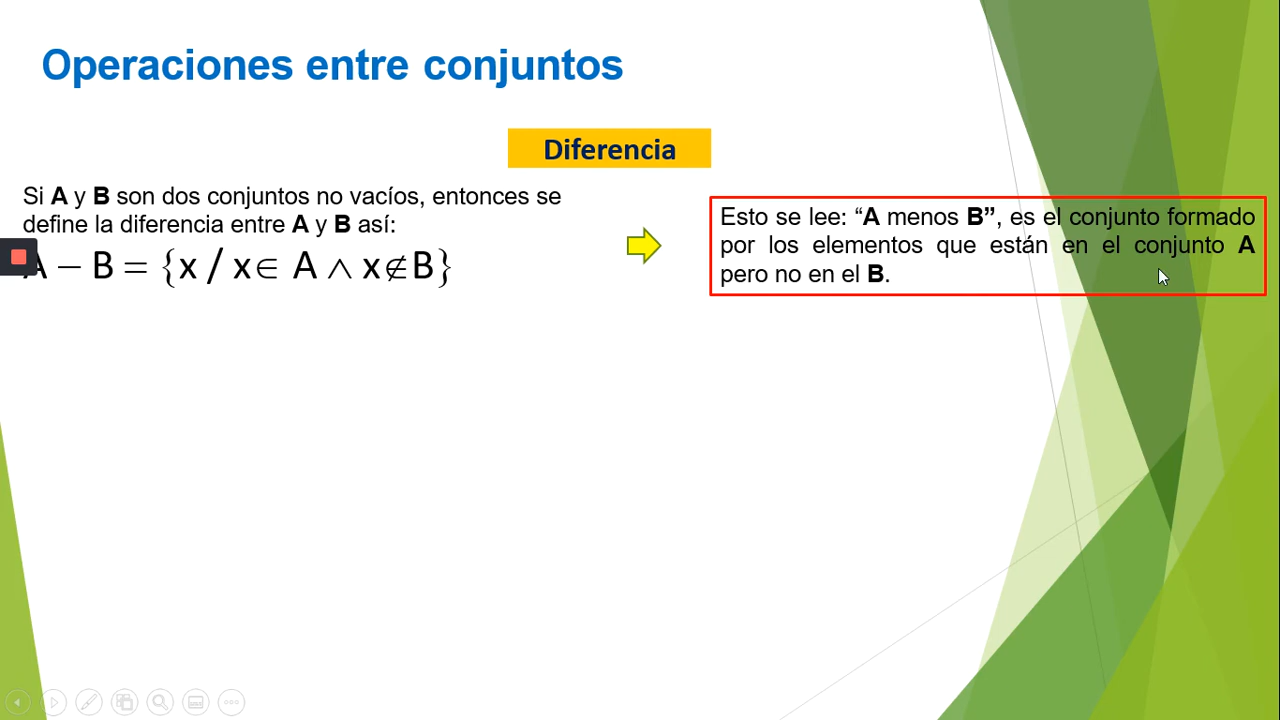 Operaciones entre conjuntos
Diferencia
Si A y B son dos conjuntos no vacíos, entonces se
define la diferencia entre A y B así:
A − B = {x / x∈ A ∧ x∉B}
Esto se lee: “A menos B”, es el conjunto formado
por los elementos que están en el conjunto A
pero no en el B.